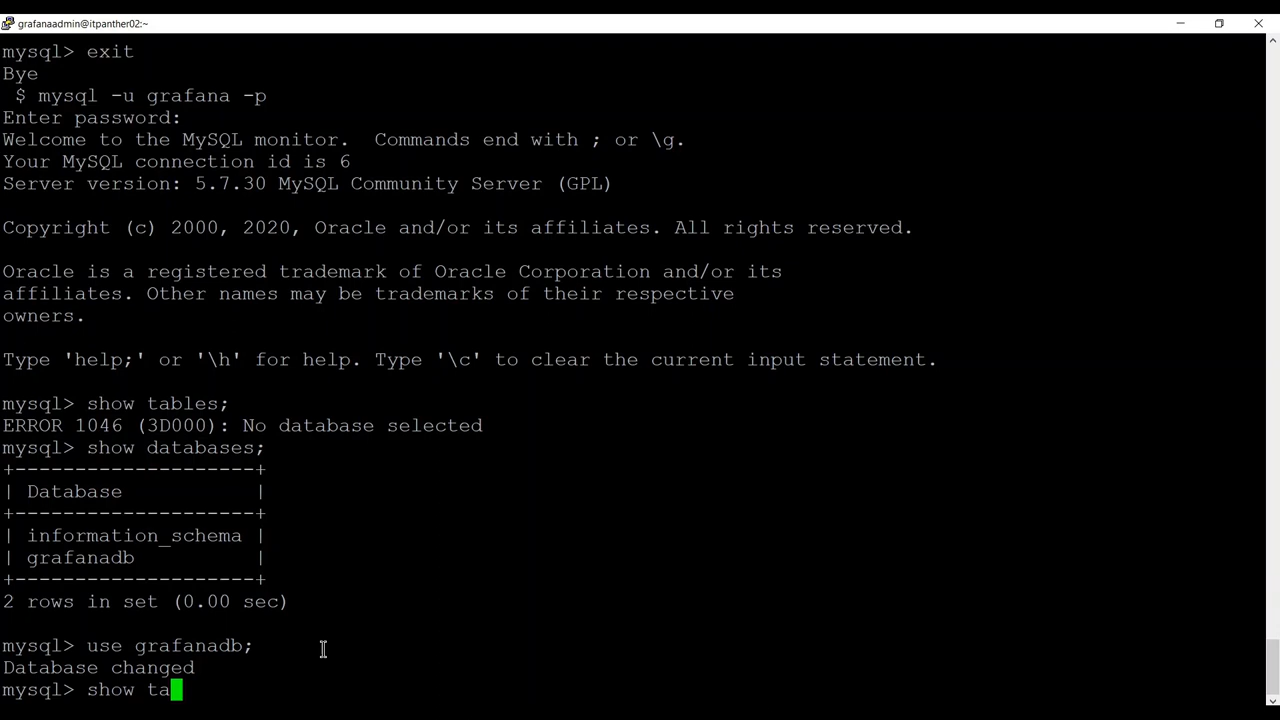 grafanaadmin@itpanther02:~
mysql> exit
Bye
$ mysql -u grafana -p
Enter password:
Welcome to the MySQL monitor.  Commands end with ; or \g.
Your MySQL connection id is 6
Server version: 5.7.30 MySQL Community Server (GPL)
Copyright (c) 2000, 2020, Oracle and/or its affiliates. All rights reserved.
Oracle is a registered trademark of Oracle Corporation and/or its
affiliates. Other names may be trademarks of their respective
owners.
Type 'help;' or '\h' for help. Type '\c' to clear the current input statement.
mysql> show tables;
ERROR 1046 (3D000): No database selected
mysql> show databases;
+--------------------+
| Database           |
+--------------------+
| information_schema |
| grafanadb          |
+--------------------+
2 rows in set (0.00 sec)
mysql> use grafanadb;
Database changed
mysql> show ta